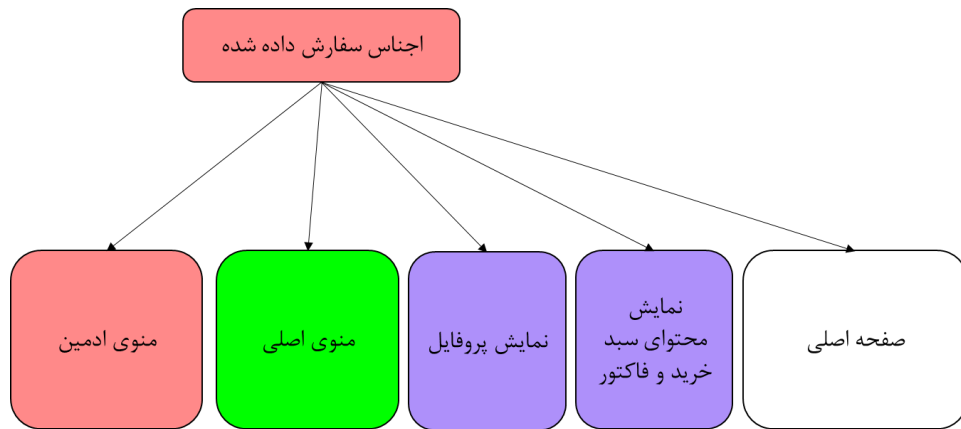 اجناس سفارش داده شده
صفحه اصلی
نمایش
محتوای سبد
خرید و فاکتور
نمایش پروفایل
منوی اصلی
منوی ادمین